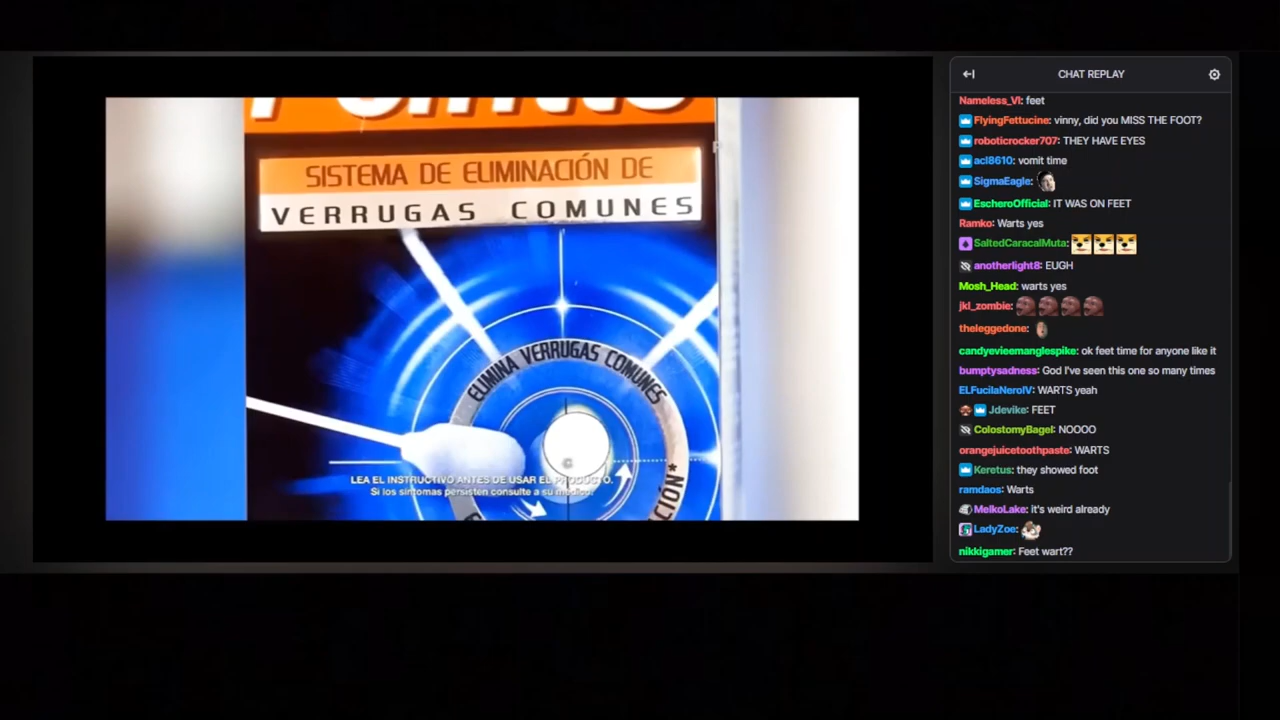 SISTEMA DE ELIMINACIÓN DE
VERRUGAS COMUNES
ELIMINA VERRUGAS COMUNES
LEA EL INSTRUCTIVO ANTES DE USAR EL PRODUCTO.
Si los síntomas persisten consulte a su médico.
CHAT REPLAY
Nameless_VI: feet
FlyingFettucine: vinny, did you MISS THE FOOT?
roboticrocker707: THEY HAVE EYES
acl8610: vomit time
SigmaEagle:
EscheroOfficial: IT WAS ON FEET
Ramko: Warts yes
SaltedCaracalMuta:
anotherlight8: EUGH
Mosh_Head: warts yes
jkl_zombie:
theleggedone:
candyevieemanglespike: ok feet time for anyone like it
bumptysadness: God I've seen this one so many times
ELFucilaNeroIV: WARTS yeah
Jdevike: FEET
ColostomyBagel: NOOOO
orangejuicetoothpaste: WARTS
Keretus: they showed foot
ramdaos: Warts
MelkoLake: it's weird already
LadyZoe:
nikkigamer: Feet wart??